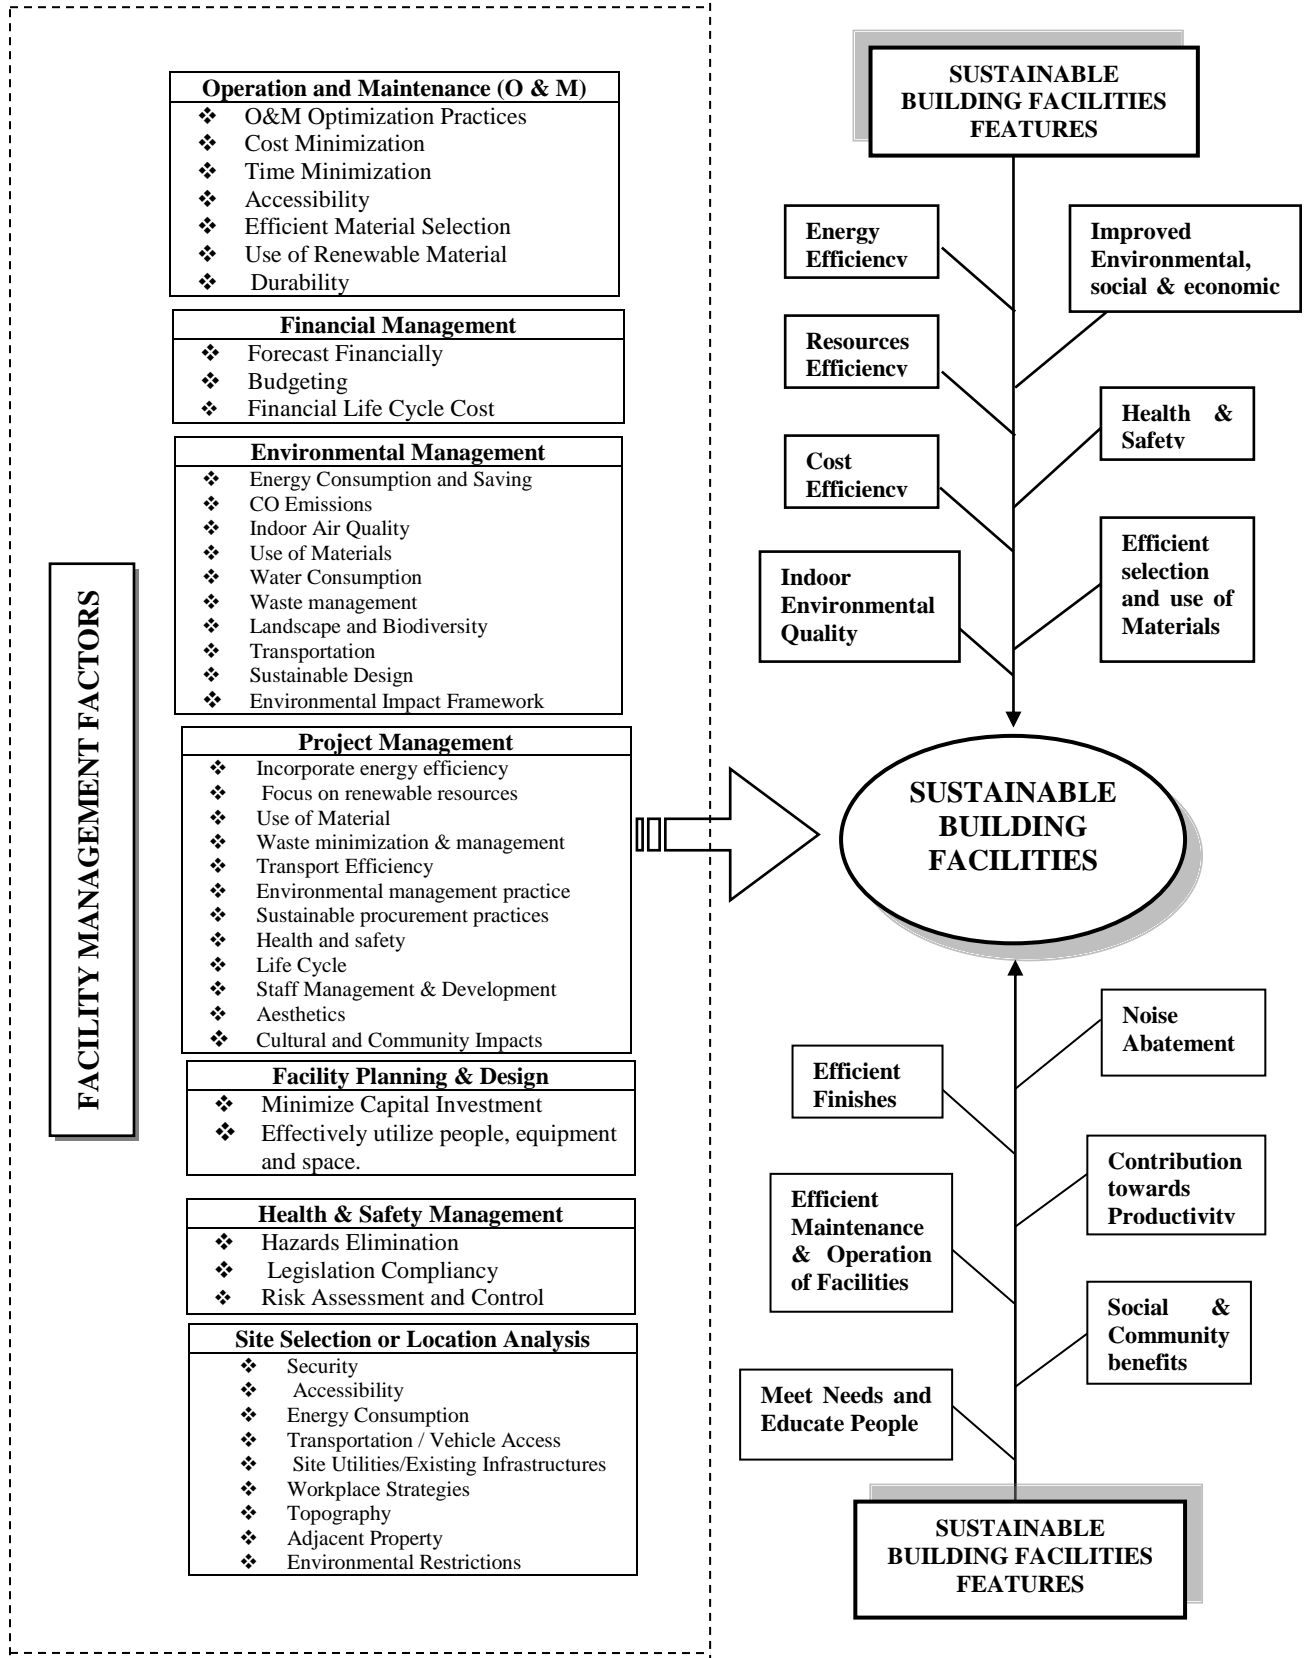 FACILITY MANAGEMENT FACTORS
Operation and Maintenance (O & M)
❖ O&M Optimization Practices
❖ Cost Minimization
❖ Time Minimization
❖ Accessibility
❖ Efficient Material Selection
❖ Use of Renewable Material
❖ Durability
Financial Management
❖ Forecast Financially
❖ Budgeting
❖ Financial Life Cycle Cost
Environmental Management
❖ Energy Consumption and Saving
❖ CO Emissions
❖ Indoor Air Quality
❖ Use of Materials
❖ Water Consumption
❖ Waste management
❖ Landscape and Biodiversity
❖ Transportation
❖ Sustainable Design
❖ Environmental Impact Framework
Project Management
❖ Incorporate energy efficiency
❖ Focus on renewable resources
❖ Use of Material
❖ Waste minimization & management
❖ Transport Efficiency
❖ Environmental management practice
❖ Sustainable procurement practices
❖ Health and safety
❖ Life Cycle
❖ Staff Management & Development
❖ Aesthetics
❖ Cultural and Community Impacts
Facility Planning & Design
❖ Minimize Capital Investment
❖ Effectively utilize people, equipment
and space.
Health & Safety Management
❖ Hazards Elimination
❖ Legislation Compliancy
❖ Risk Assessment and Control
Site Selection or Location Analysis
❖ Security
❖ Accessibility
❖ Energy Consumption
❖ Transportation / Vehicle Access
❖ Site Utilities/Existing Infrastructures
❖ Workplace Strategies
❖ Topography
❖ Adjacent Property
❖ Environmental Restrictions
SUSTAINABLE
BUILDING FACILITIES
FEATURES
Energy
Efficiency
Improved
Environmental,
social & economic
Resources
Efficiency
Health &
Safety
Cost
Efficiency
Efficient
selection
and use of
Materials
Indoor
Environmental
Quality
SUSTAINABLE
BUILDING
FACILITIES
Noise
Abatement
Efficient
Finishes
Contribution
towards
Productivity
Efficient
Maintenance
& Operation
of Facilities
Social &
Community
benefits
Meet Needs and
Educate People
SUSTAINABLE
BUILDING FACILITIES
FEATURES